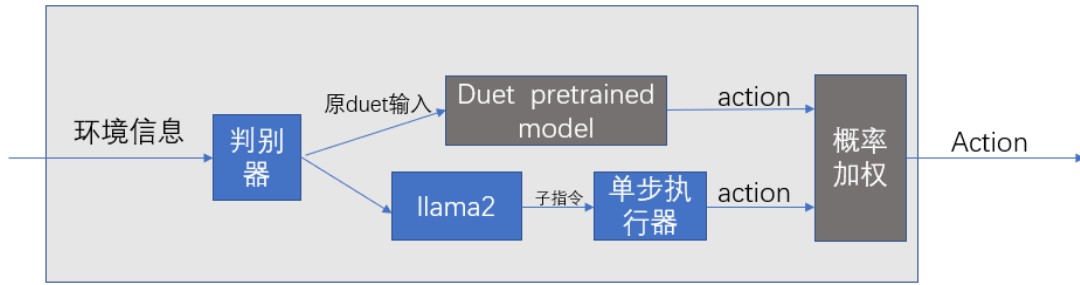 环境信息
判别
器
原duet输入
Duet pretrained
model
action
llama2
子指令
单步执
行器
action
概率
加权
Action